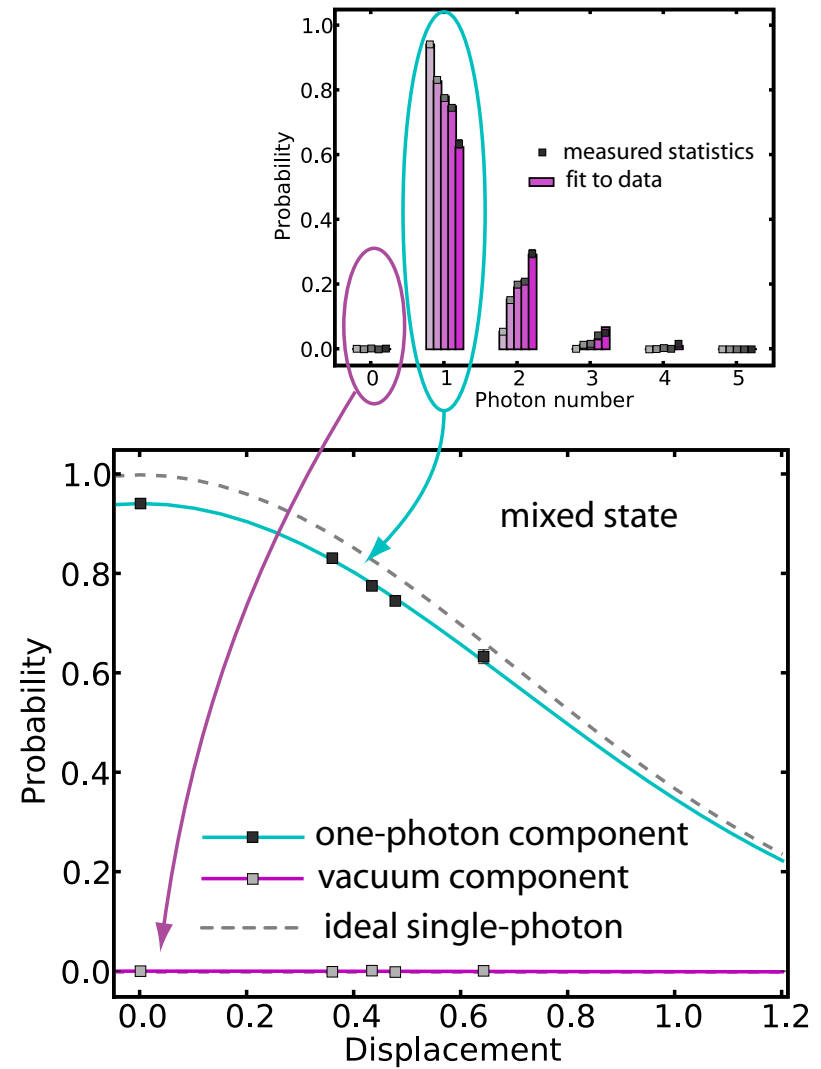 1.0
0.8
0.6
0.4
0.2
0.0
Probability
measured statistics
fit to data
0 1 2 3 4 5
Photon number
1.0
0.8
0.6
0.4
0.2
0.0
Probability
mixed state
one-photon component
vacuum component
ideal single-photon
0.0 0.2 0.4 0.6 0.8 1.0 1.2
Displacement